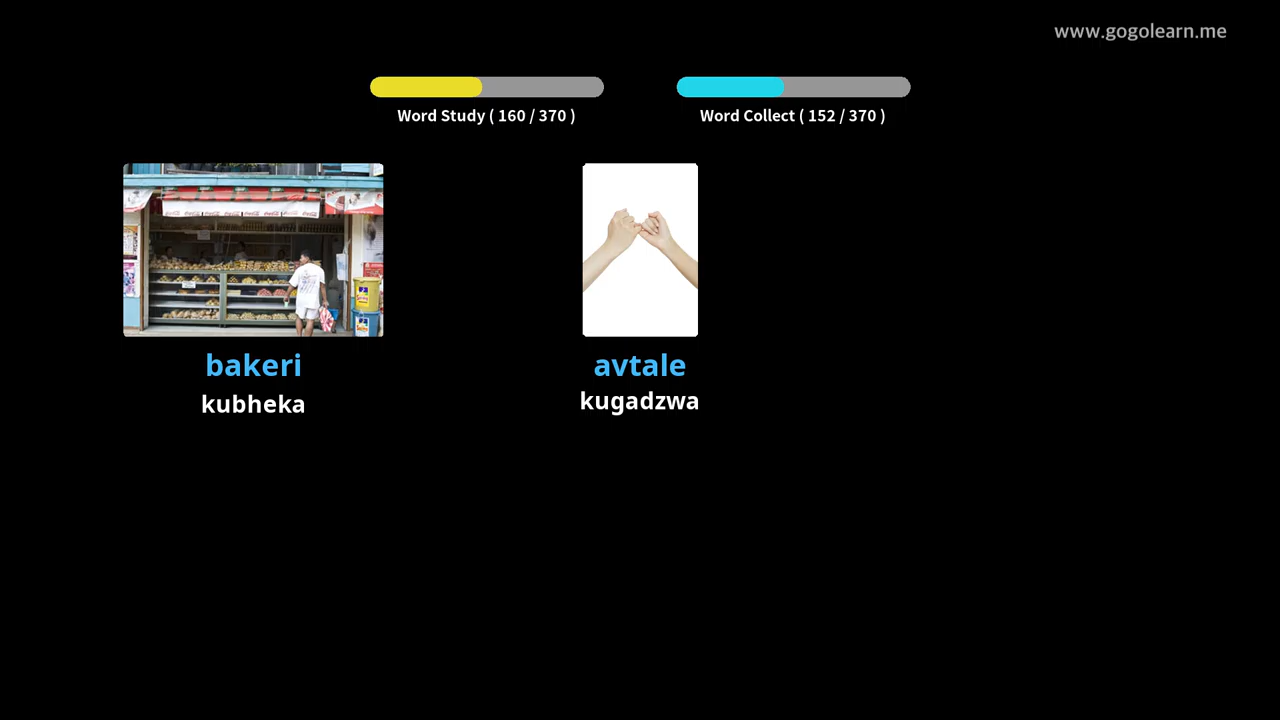 www.gogolearn.me
Word Study ( 160 / 370 )
Word Collect ( 152 / 370 )
bakeri
avtale
kubheka
kugadzwa